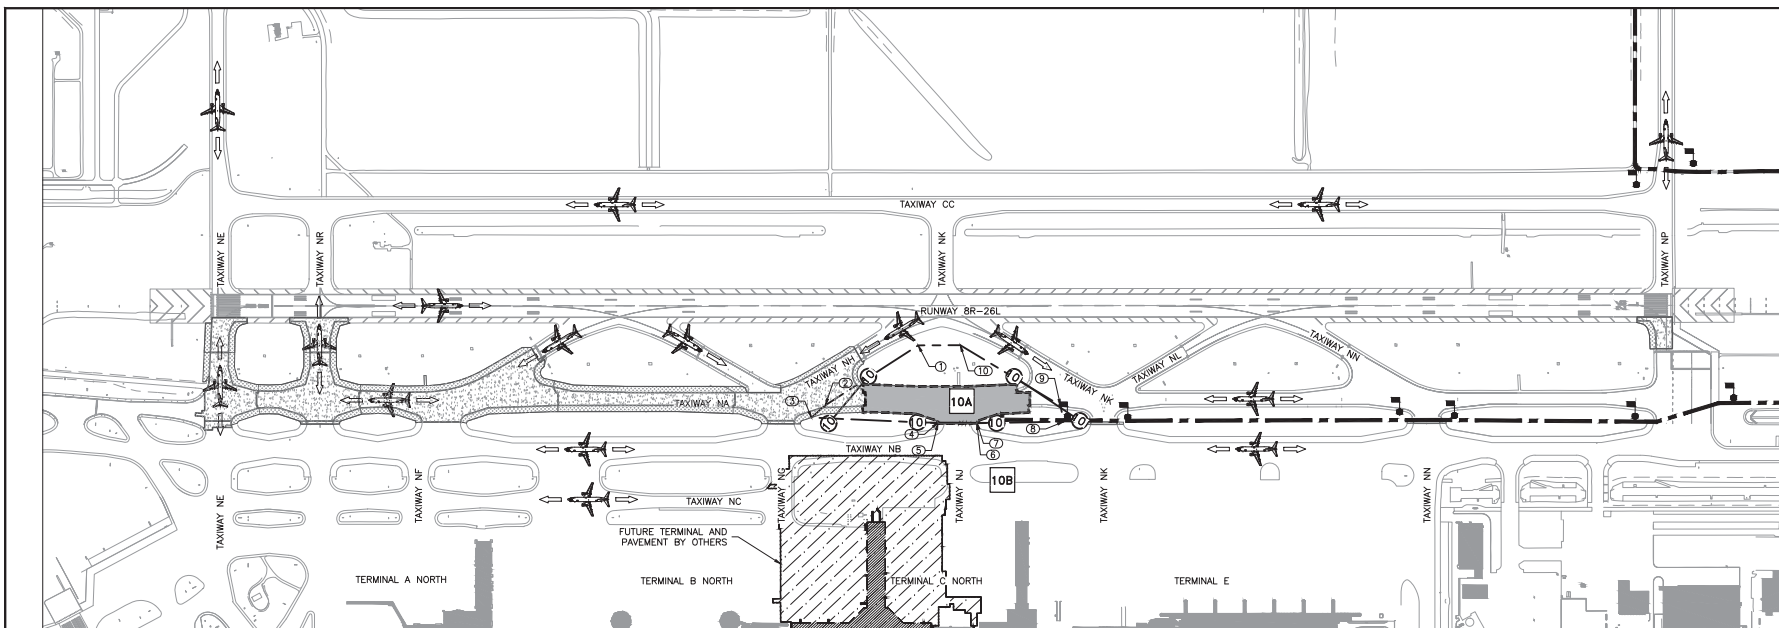 TAXIWAY CC
TAXIWAY NE
TAXIWAY NR
TAXIWAY NK
TAXIWAY NP
RUNWAY 8R-26L
TAXIWAY NH
TAXIWAY NL
TAXIWAY NN
TAXIWAY NK
TAXIWAY NA
1
10
2
9
3
10
10
10A
10
10
10
10
4
8
5
7
6
TAXIWAY NB
10B
TAXIWAY NC
TAXIWAY NE
TAXIWAY NF
TAXIWAY NG
TAXIWAY NJ
TAXIWAY NK
TAXIWAY NN
FUTURE TERMINAL AND
PAVEMENT BY OTHERS
TERMINAL A NORTH
TERMINAL B NORTH
TERMINAL C NORTH
TERMINAL E